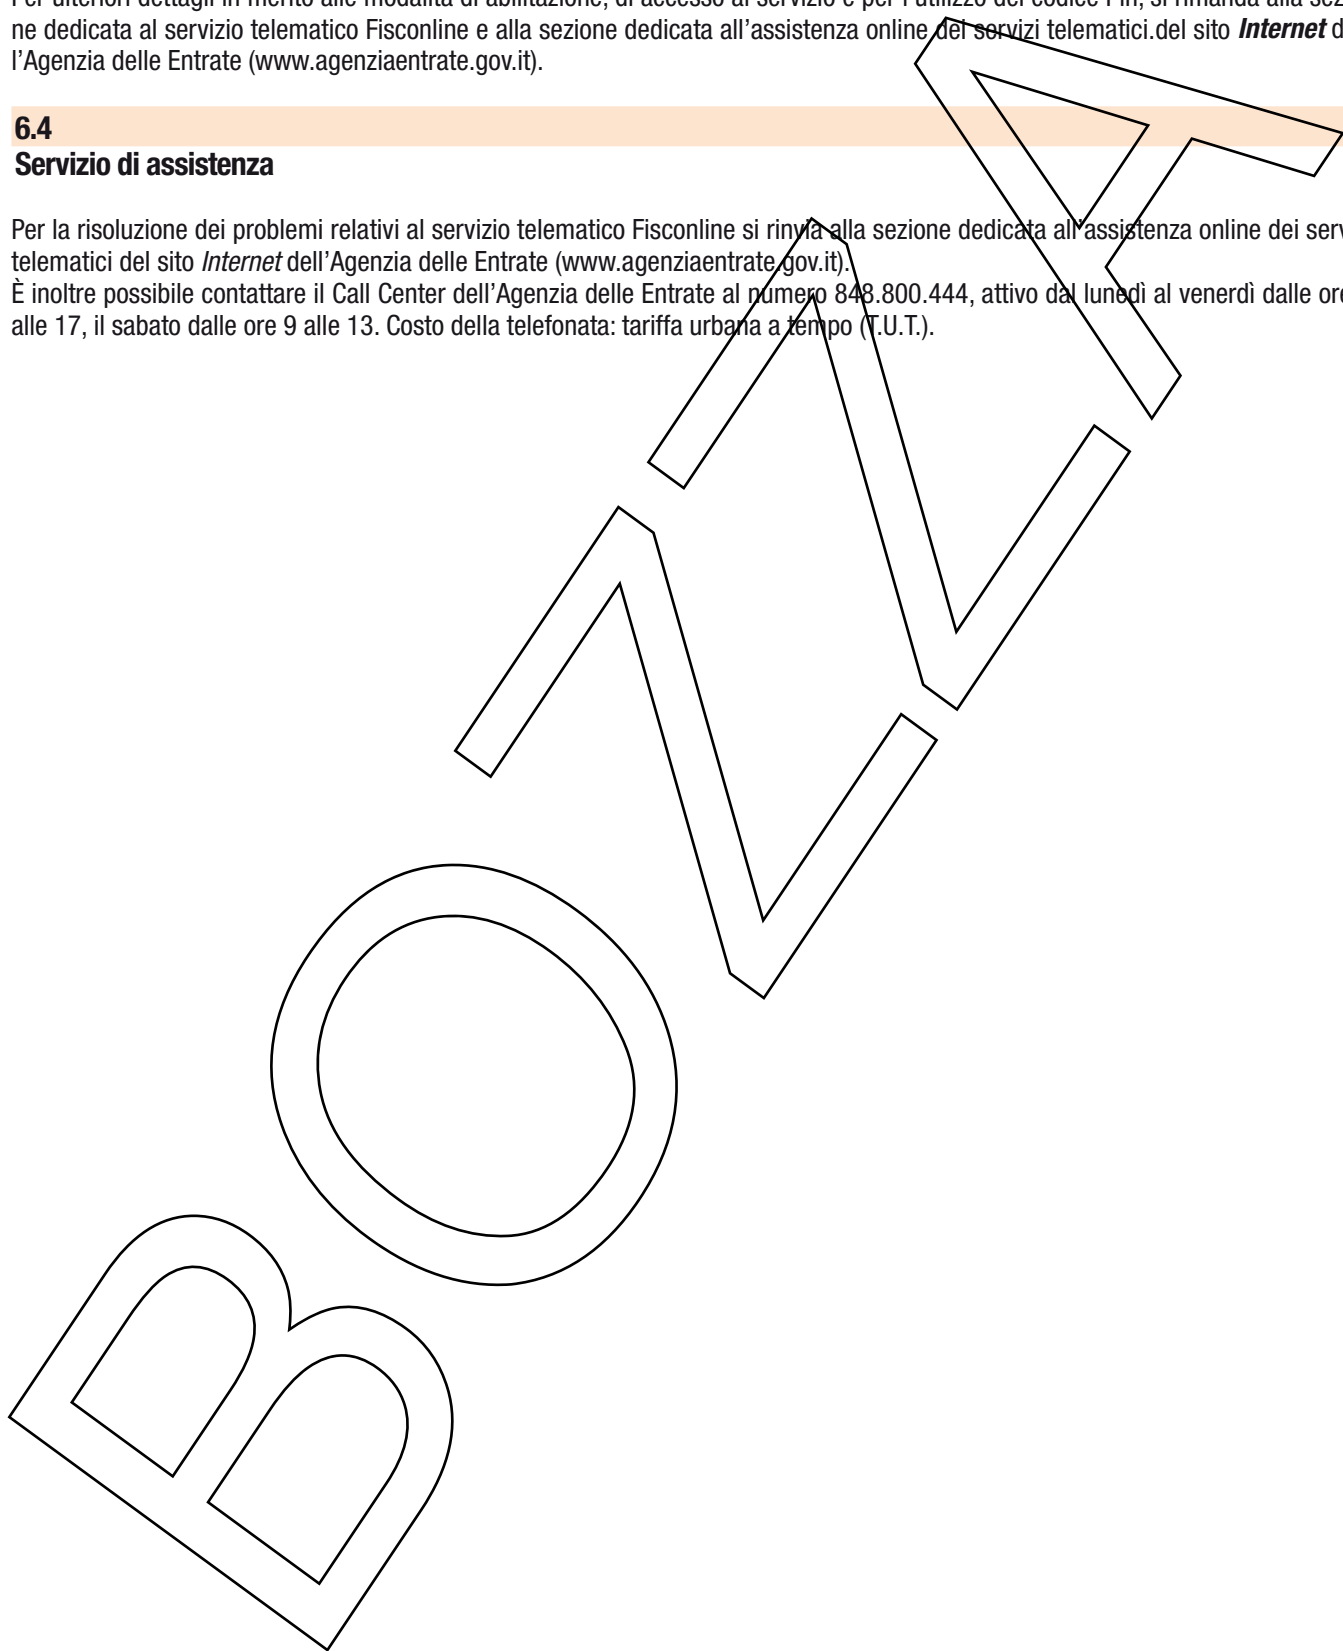 Per ulteriori dettagli in merito alle modalità di abilitazione, di accesso al servizio e per l'utilizzo del codice Pin, si rimanda alla sezio
ne dedicata al servizio telematico Fisconline e alla sezione dedicata all'assistenza online dei servizi telematici.del sito Internet d
l'Agenzia delle Entrate (www.agenziaentrate.gov.it).
6.4
Servizio di assistenza
Per la risoluzione dei problemi relativi al servizio telematico Fisconline si rinvia alla sezione dedicata all'assistenza online dei serv
telematici del sito Internet dell'Agenzia delle Entrate (www.agenziaentrate.gov.it).
È inoltre possibile contattare il Call Center dell'Agenzia delle Entrate al numero 848.800.444, attivo dal lunedì al venerdì dalle ore
alle 17, il sabato dalle ore 9 alle 13. Costo della telefonata: tariffa urbana a tempo (T.U.T.).
BOZZA